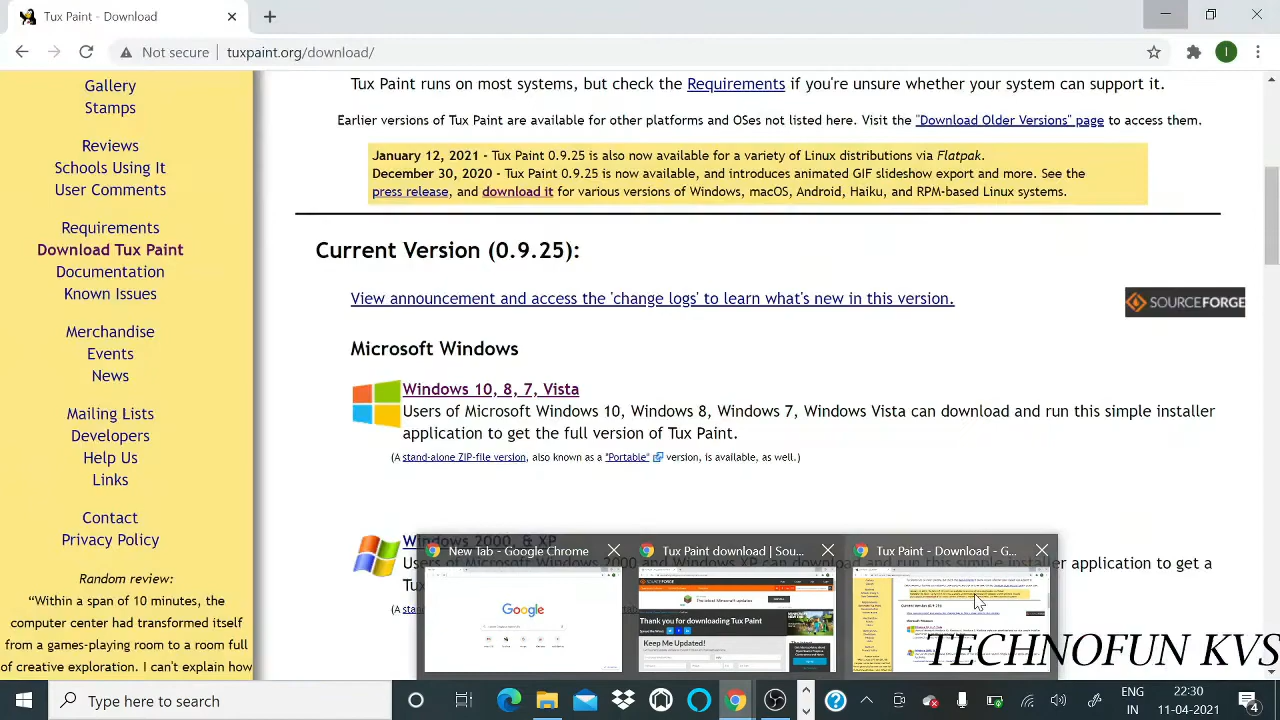 Tux Paint - Download
Not secure
tuxpaint.org/download/
I
Gallery
Stamps
Reviews
Schools Using It
User Comments
Requirements
Download Tux Paint
Documentation
Known Issues
Merchandise
Events
News
Mailing Lists
Developers
Help Us
Links
Contact
Privacy Policy
Random review:
“Within a span of 10 minutes, the
computer center had transformed itself
from a games-playing room to a room full
of creative exploration. I can't explain how
Tux Paint runs on most systems, but check the Requirements if you're unsure whether your system can support it.
Earlier versions of Tux Paint are available for other platforms and OSes not listed here. Visit the "Download Older Versions" page to access them.
January 12, 2021 - Tux Paint 0.9.25 is also now available for a variety of Linux distributions via Flatpak.
December 30, 2020 - Tux Paint 0.9.25 is now available, and introduces animated GIF slideshow export and more. See the
press release, and download it for various versions of Windows, macOS, Android, Haiku, and RPM-based Linux systems.
Current Version (0.9.25):
View announcement and access the 'change logs' to learn what's new in this version.
SOURCEFORGE
Microsoft Windows
Windows 10, 8, 7, Vista
Users of Microsoft Windows 10, Windows 8, Windows 7, Windows Vista can download and run this simple installer
application to get the full version of Tux Paint.
(A stand-alone ZIP-file version, also known as a "Portable" version, is available, as well.)
Windows 2000, & XP
New Tab - Google Chrome
Tux Paint download | Sou...
Tux Paint - Download - G...
application to get a
Google
Thank you for downloading Tux Paint
Keep Me Updated!
TECHNOFUN KVS
Type here to search
ENG
IN
22:30
11-04-2021
4